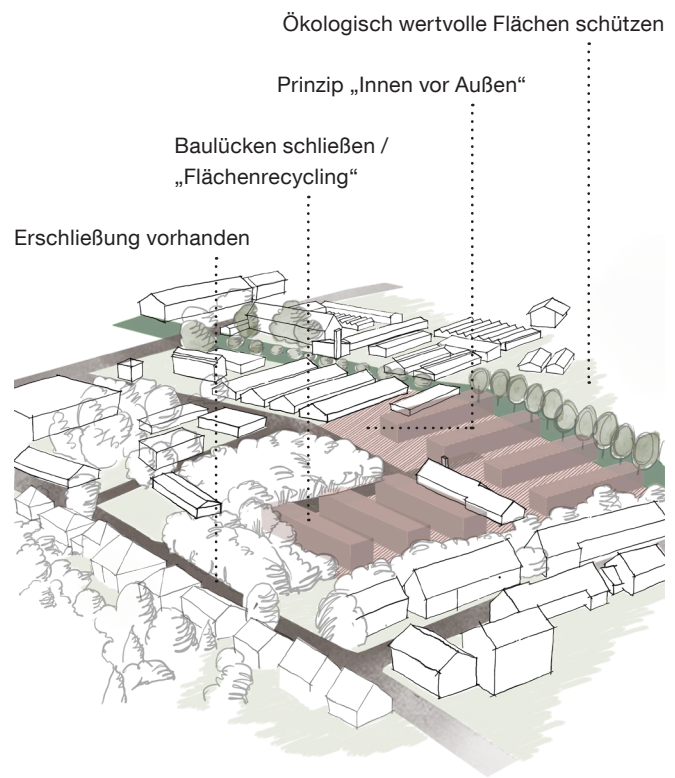 Ökologisch wertvolle Flächen schützen
Prinzip „Innen vor Außen“
Baulücken schließen /
„Flächenrecycling“
Erschließung vorhanden